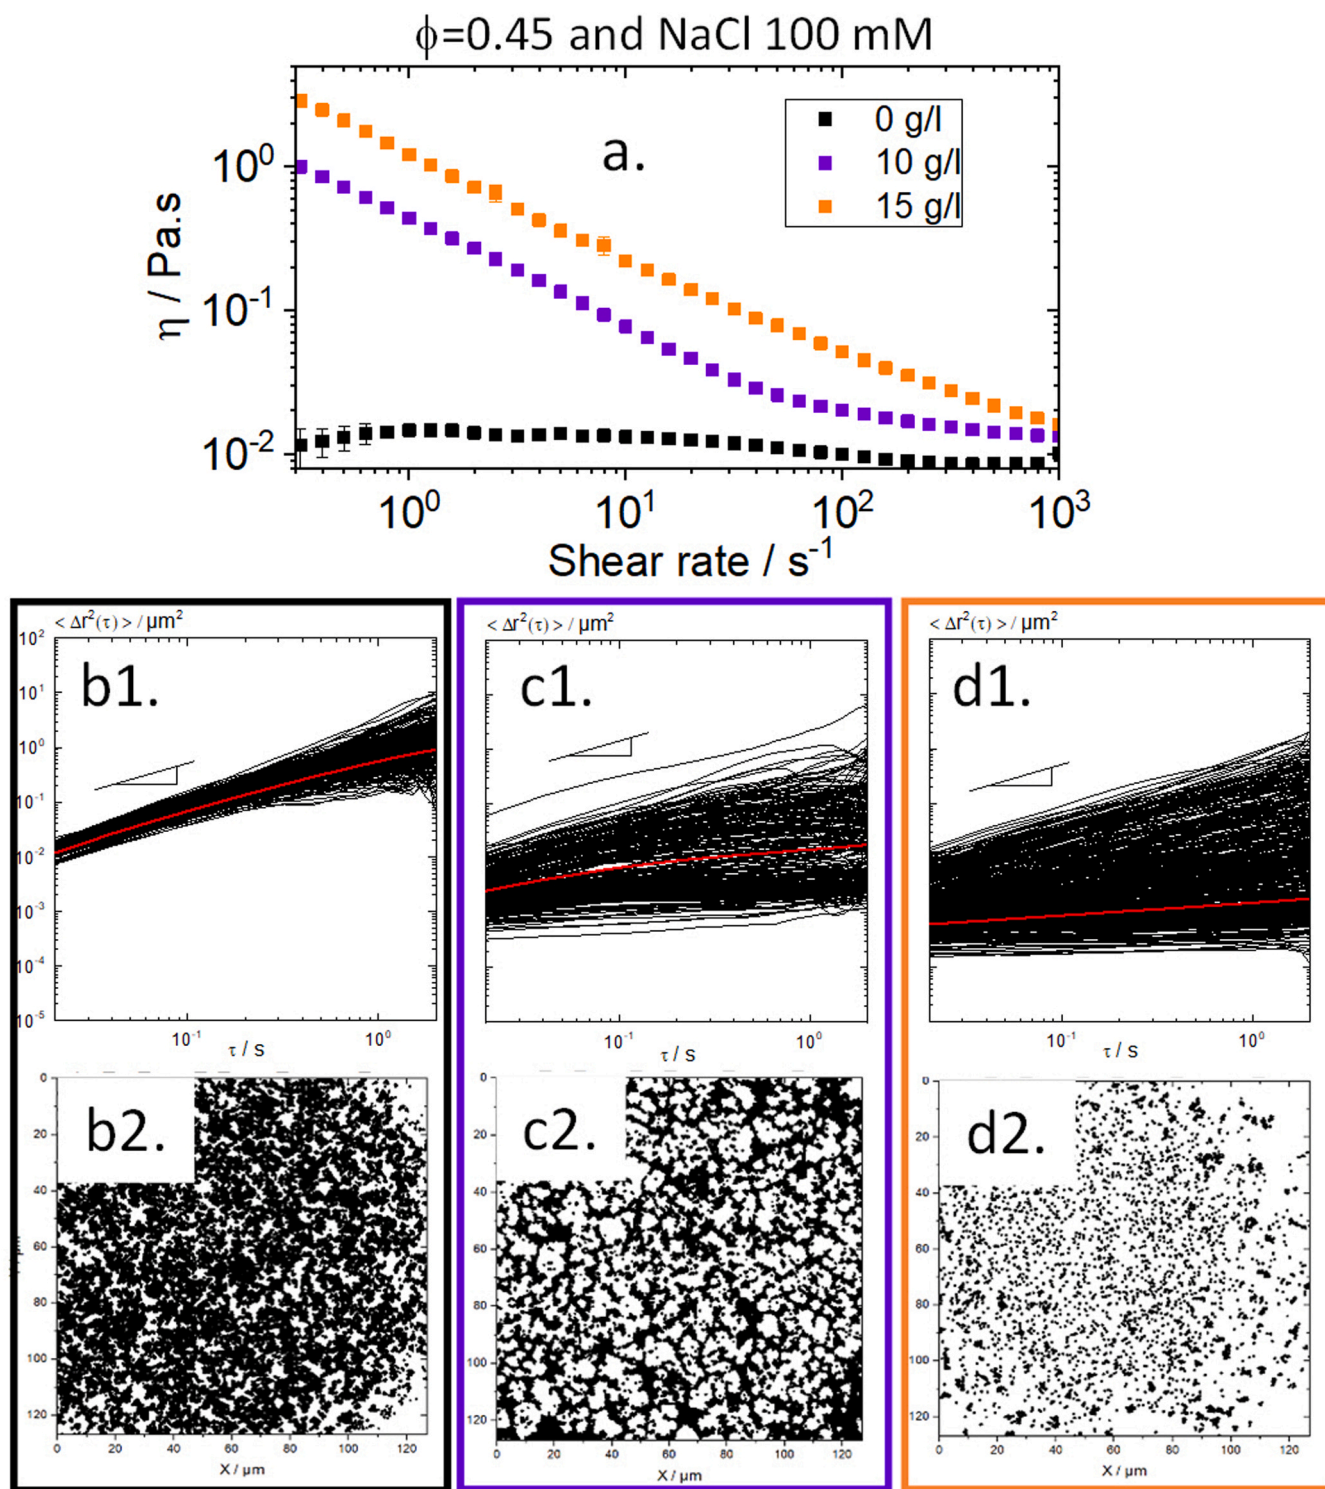 ϕ=0.45 and NaCl 100 mM
a.
0 g/l
10 g/l
15 g/l
η / Pa.s
10⁰
10⁻¹
10⁻²
10⁰ 10¹ 10² 10³
Shear rate / s⁻¹
< Δr²(τ) > / μm²
b1.
10²
10¹
10⁰
10⁻¹
10⁻²
10⁻³
10⁻⁴
10⁻⁵
10⁻¹ 10⁰
τ / s
< Δr²(τ) > / μm²
c1.
10⁻¹ 10⁰
τ / s
< Δr²(τ) > / μm²
d1.
10⁻¹ 10⁰
τ / s
b2.
0
20
40
60
80
100
120
0 20 40 60 80 100 120
X / μm
c2.
0
20
40
60
80
100
120
0 20 40 60 80 100 120
X / μm
d2.
0
20
40
60
80
100
120
0 20 40 60 80 100 120
X / μm